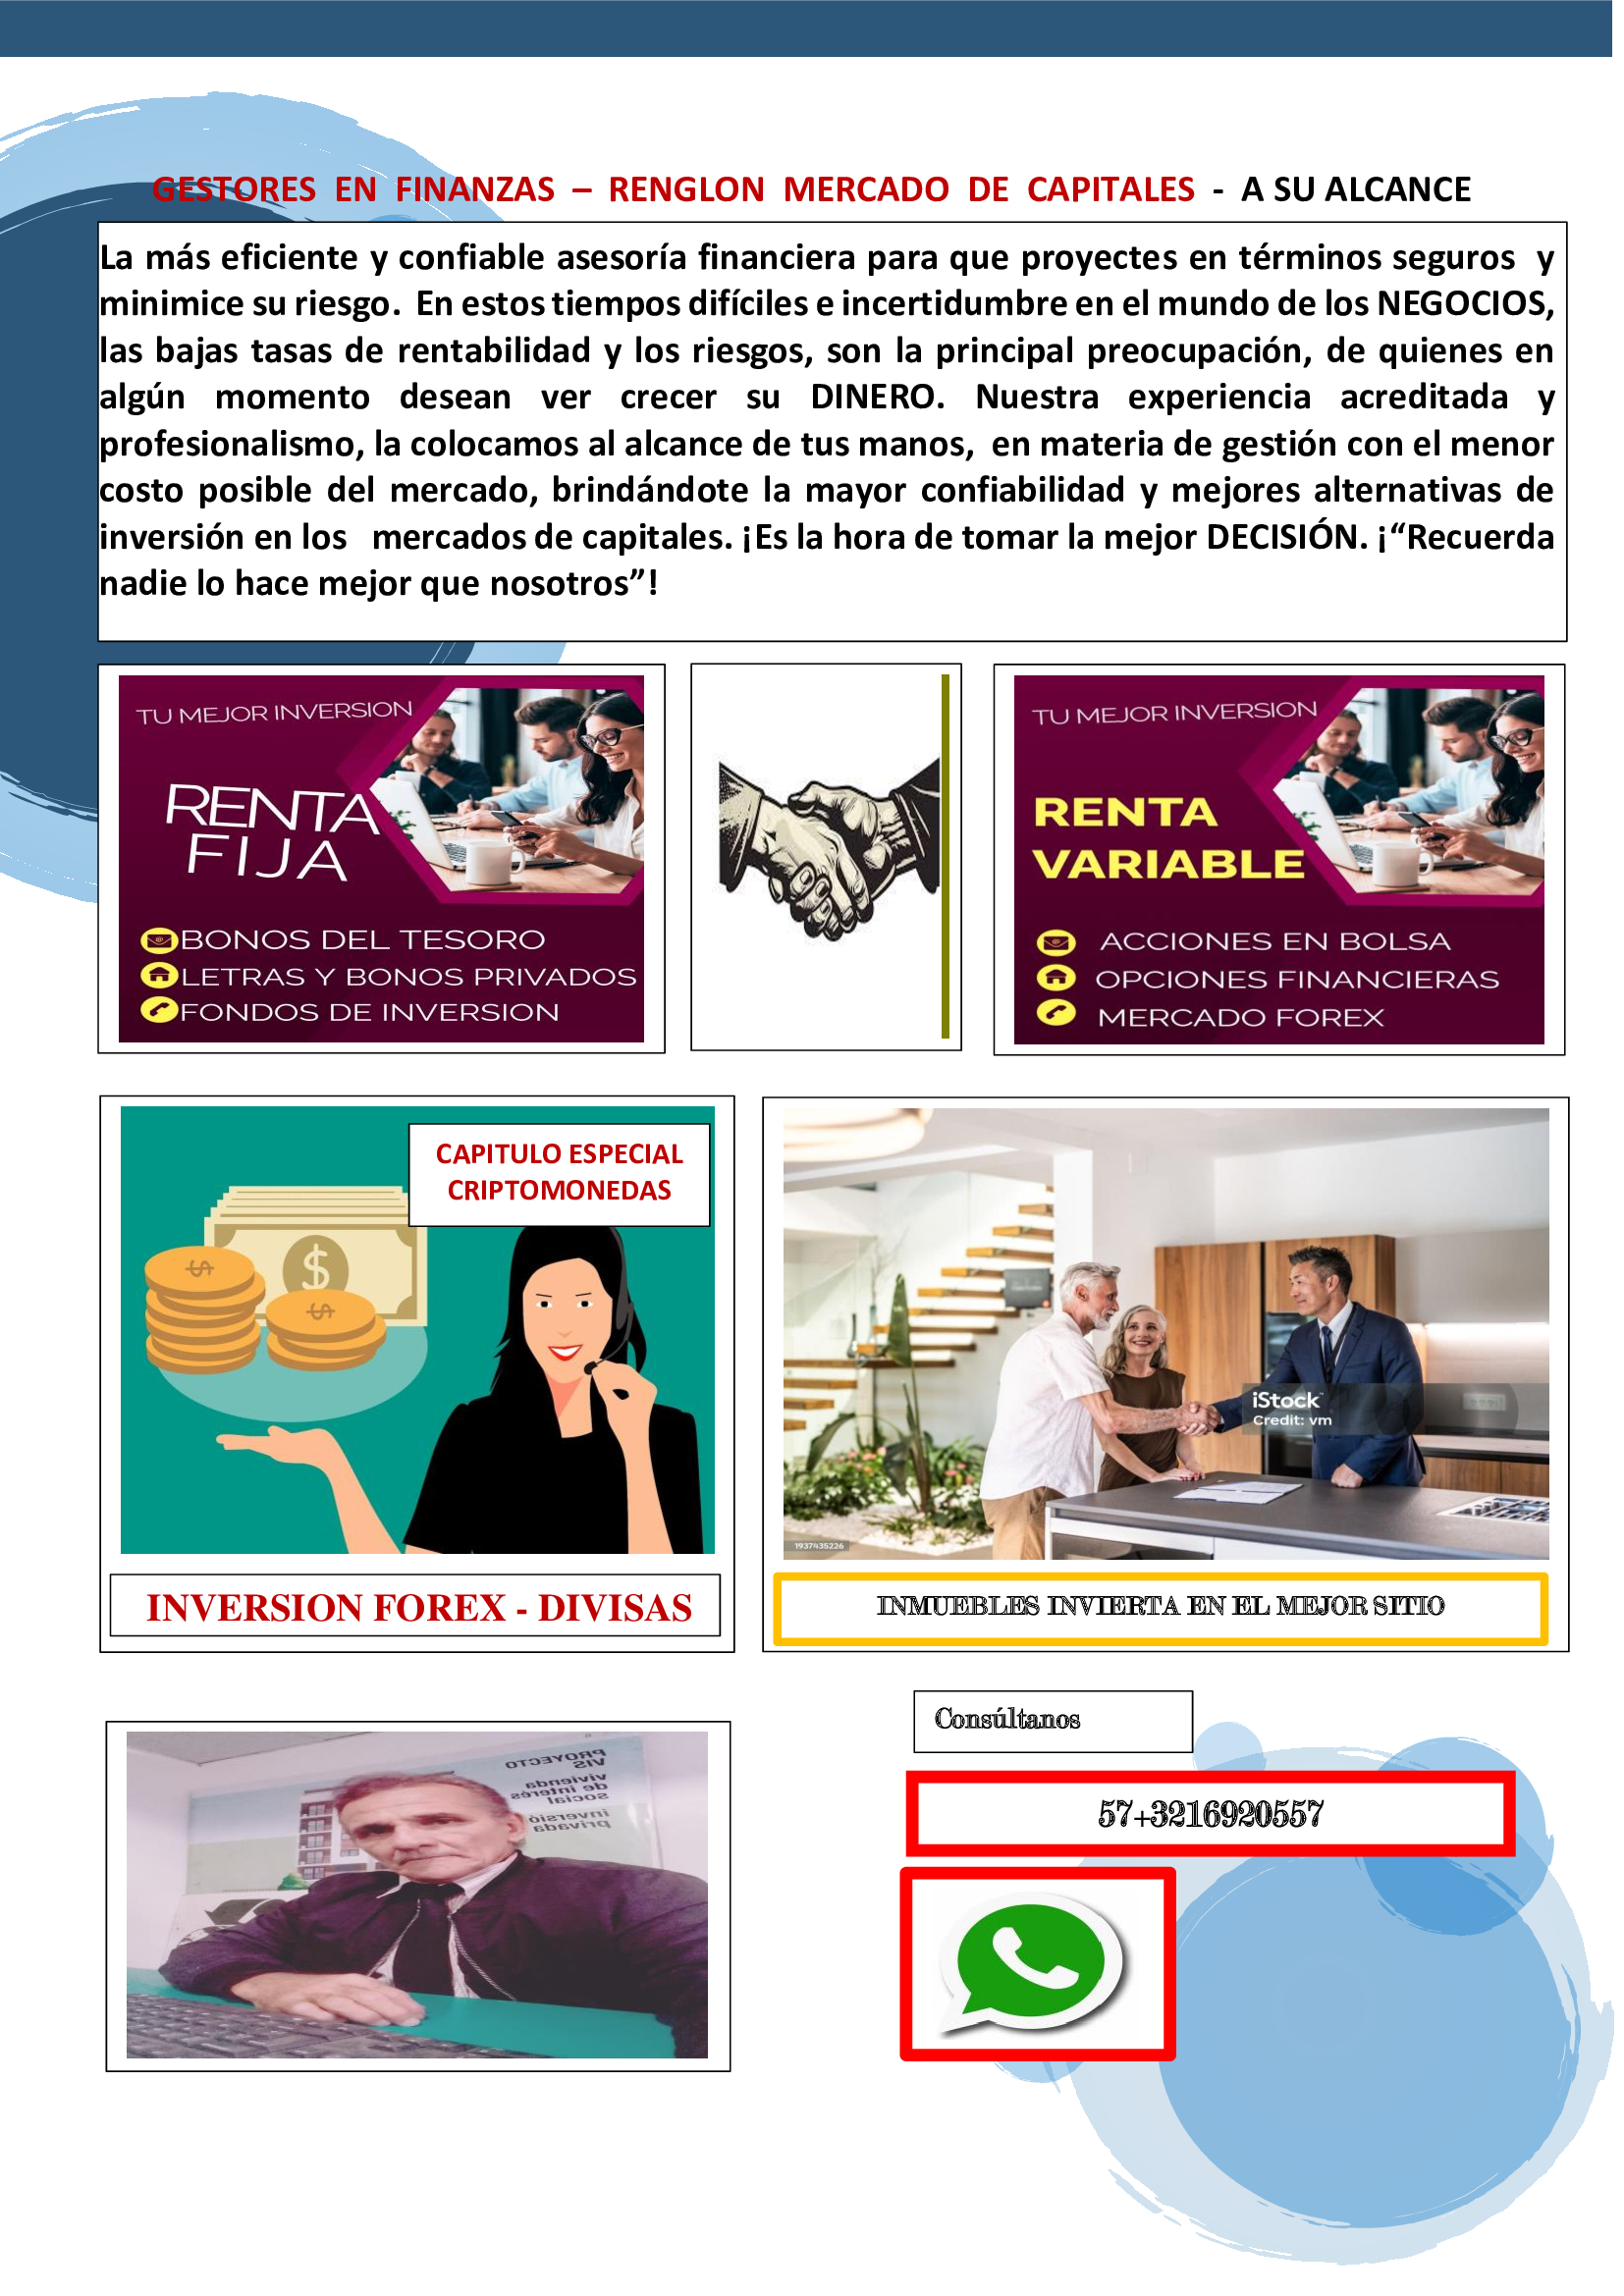 GESTORES EN FINANZAS – RENGLON MERCADO DE CAPITALES - A SU ALCANCE
La más eficiente y confiable asesoría financiera para que proyectes en términos seguros y
minimice su riesgo. En estos tiempos difíciles e incertidumbre en el mundo de los NEGOCIOS,
las bajas tasas de rentabilidad y los riesgos, son la principal preocupación, de quienes en
algún momento desean ver crecer su DINERO. Nuestra experiencia acreditada y
profesionalismo, la colocamos al alcance de tus manos, en materia de gestión con el menor
costo posible del mercado, brindándote la mayor confiabilidad y mejores alternativas de
inversión en los mercados de capitales. ¡Es la hora de tomar la mejor DECISIÓN. ¡“Recuerda
nadie lo hace mejor que nosotros”!
TU MEJOR INVERSION
RENTA
FIJA
BONOS DEL TESORO
LETRAS Y BONOS PRIVADOS
FONDOS DE INVERSION
TU MEJOR INVERSION
RENTA
VARIABLE
ACCIONES EN BOLSA
OPCIONES FINANCIERAS
MERCADO FOREX
CAPITULO ESPECIAL
CRIPTOMONEDAS
INVERSION FOREX - DIVISAS
iStock
Credit: vm
1937435226
INMUEBLES INVIERTA EN EL MEJOR SITIO
PROYECTO
VIS
vivienda
de interés
social
inversió
privada
Consúltanos
57+3216920557